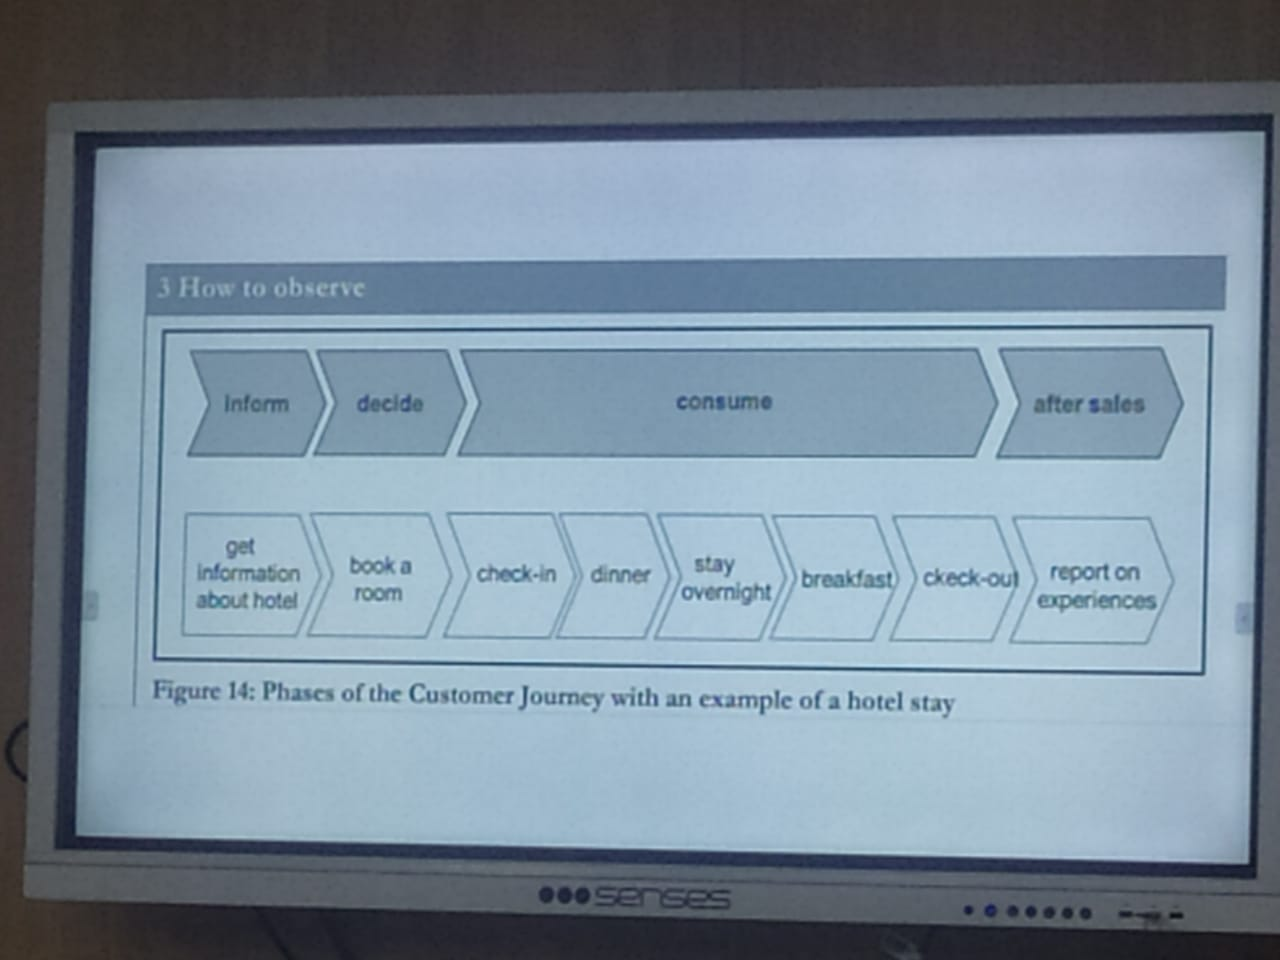 3 How to observe
inform
decide
consume
after sales
get
information
about hotel
book a
room
check-in
dinner
stay
overnight
breakfast
ckeck-out
report on
experiences
Figure 14: Phases of the Customer Journey with an example of a hotel stay
senses